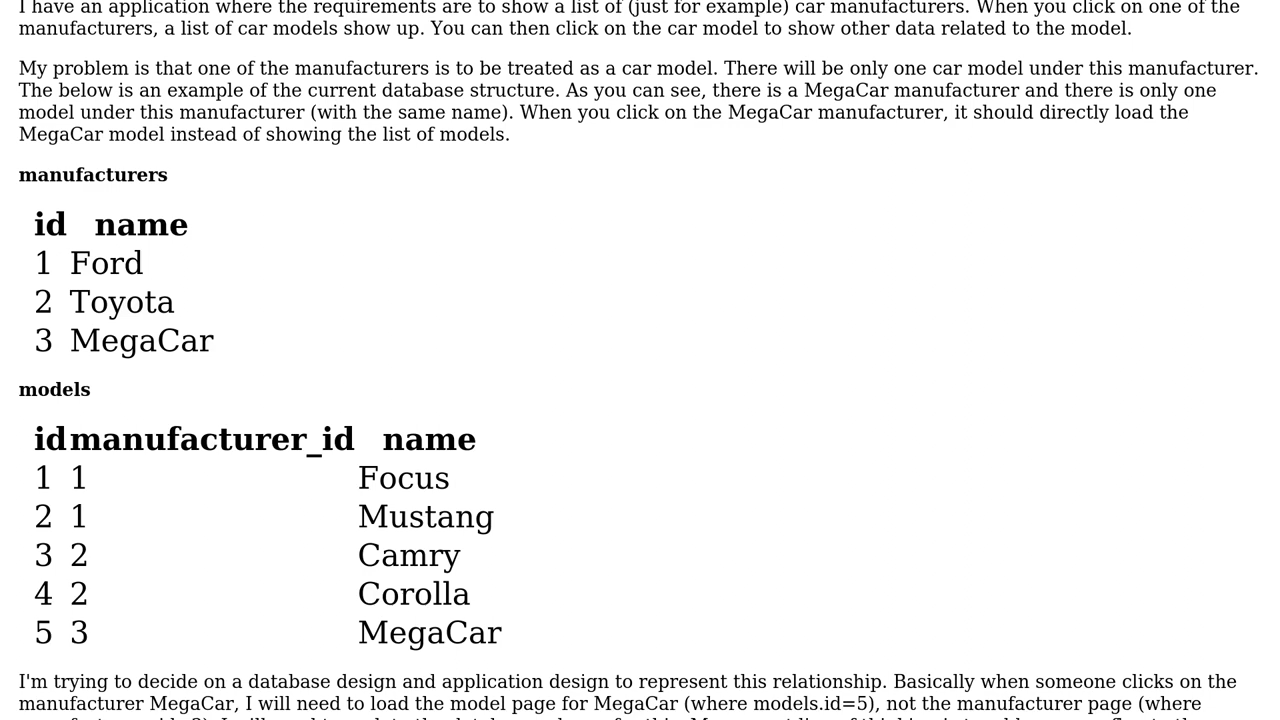 I have an application where the requirements are to show a list of (just for example) car manufacturers. When you click on one of the
manufacturers, a list of car models show up. You can then click on the car model to show other data related to the model.
My problem is that one of the manufacturers is to be treated as a car model. There will be only one car model under this manufacturer.
The below is an example of the current database structure. As you can see, there is a MegaCar manufacturer and there is only one
model under this manufacturer (with the same name). When you click on the MegaCar manufacturer, it should directly load the
MegaCar model instead of showing the list of models.
manufacturers
id name
1 Ford
2 Toyota
3 MegaCar
models
id manufacturer_id name
1 1 Focus
2 1 Mustang
3 2 Camry
4 2 Corolla
5 3 MegaCar
I'm trying to decide on a database design and application design to represent this relationship. Basically when someone clicks on the
manufacturer MegaCar, I will need to load the model page for MegaCar (where models.id=5), not the manufacturer page (where